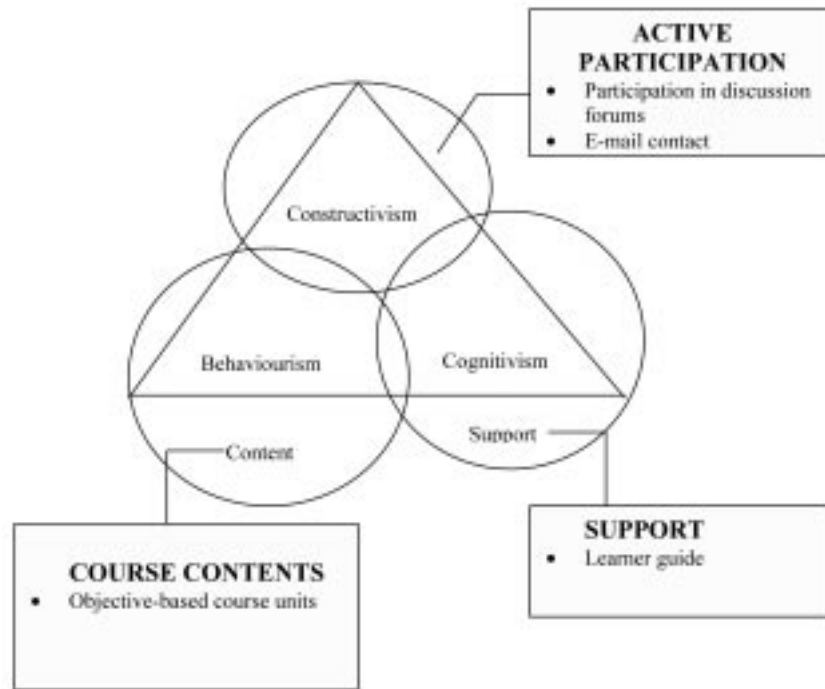 ACTIVE
PARTICIPATION
• Participation in discussion
forums
• E-mail contact
Constructivism
Behaviourism
Cognitivism
Support
Content
SUPPORT
• Learner guide
COURSE CONTENTS
• Objective-based course units